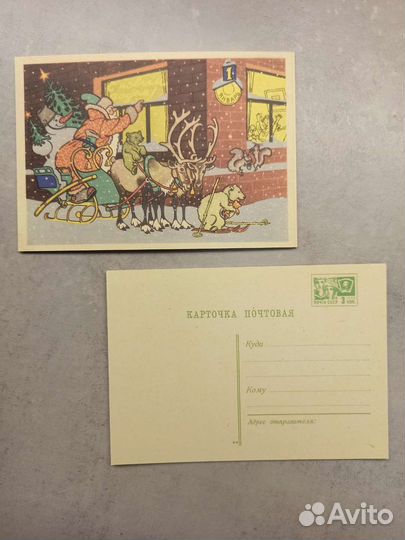 1
ЯНВАРЬ
ПОЧТА СССР 3 коп.
КАРТОЧКА ПОЧТОВАЯ
Куда
Кому
Адрес отправителя:
Avito